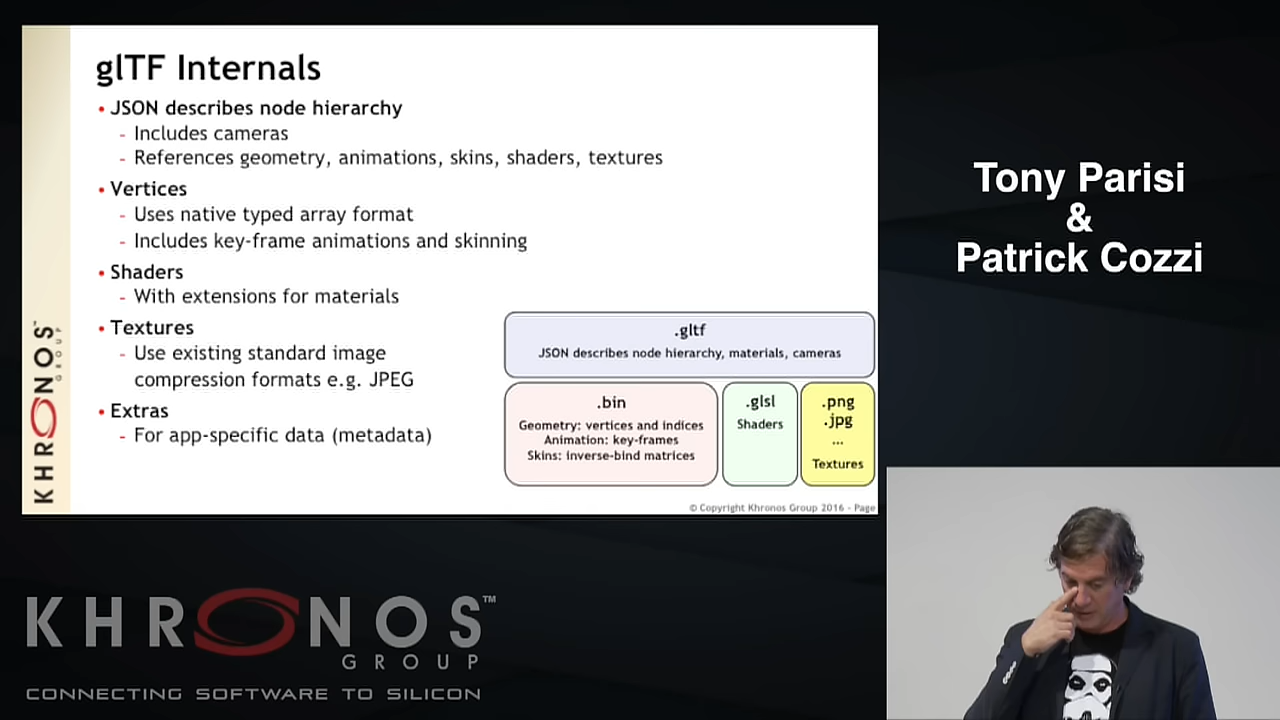 glTF Internals
• JSON describes node hierarchy
- Includes cameras
- References geometry, animations, skins, shaders, textures
• Vertices
- Uses native typed array format
- Includes key-frame animations and skinning
• Shaders
- With extensions for materials
• Textures
- Use existing standard image
compression formats e.g. JPEG
• Extras
- For app-specific data (metadata)
.gltf
JSON describes node hierarchy, materials, cameras
.bin
Geometry: vertices and indices
Animation: key-frames
Skins: inverse-bind matrices
.glsl
Shaders
.png
.jpg
...
Textures
© Copyright Khronos Group 2016 - Page
KHRONOS™
GROUP
Tony Parisi
&
Patrick Cozzi
KHRONOS™
GROUP
CONNECTING SOFTWARE TO SILICON